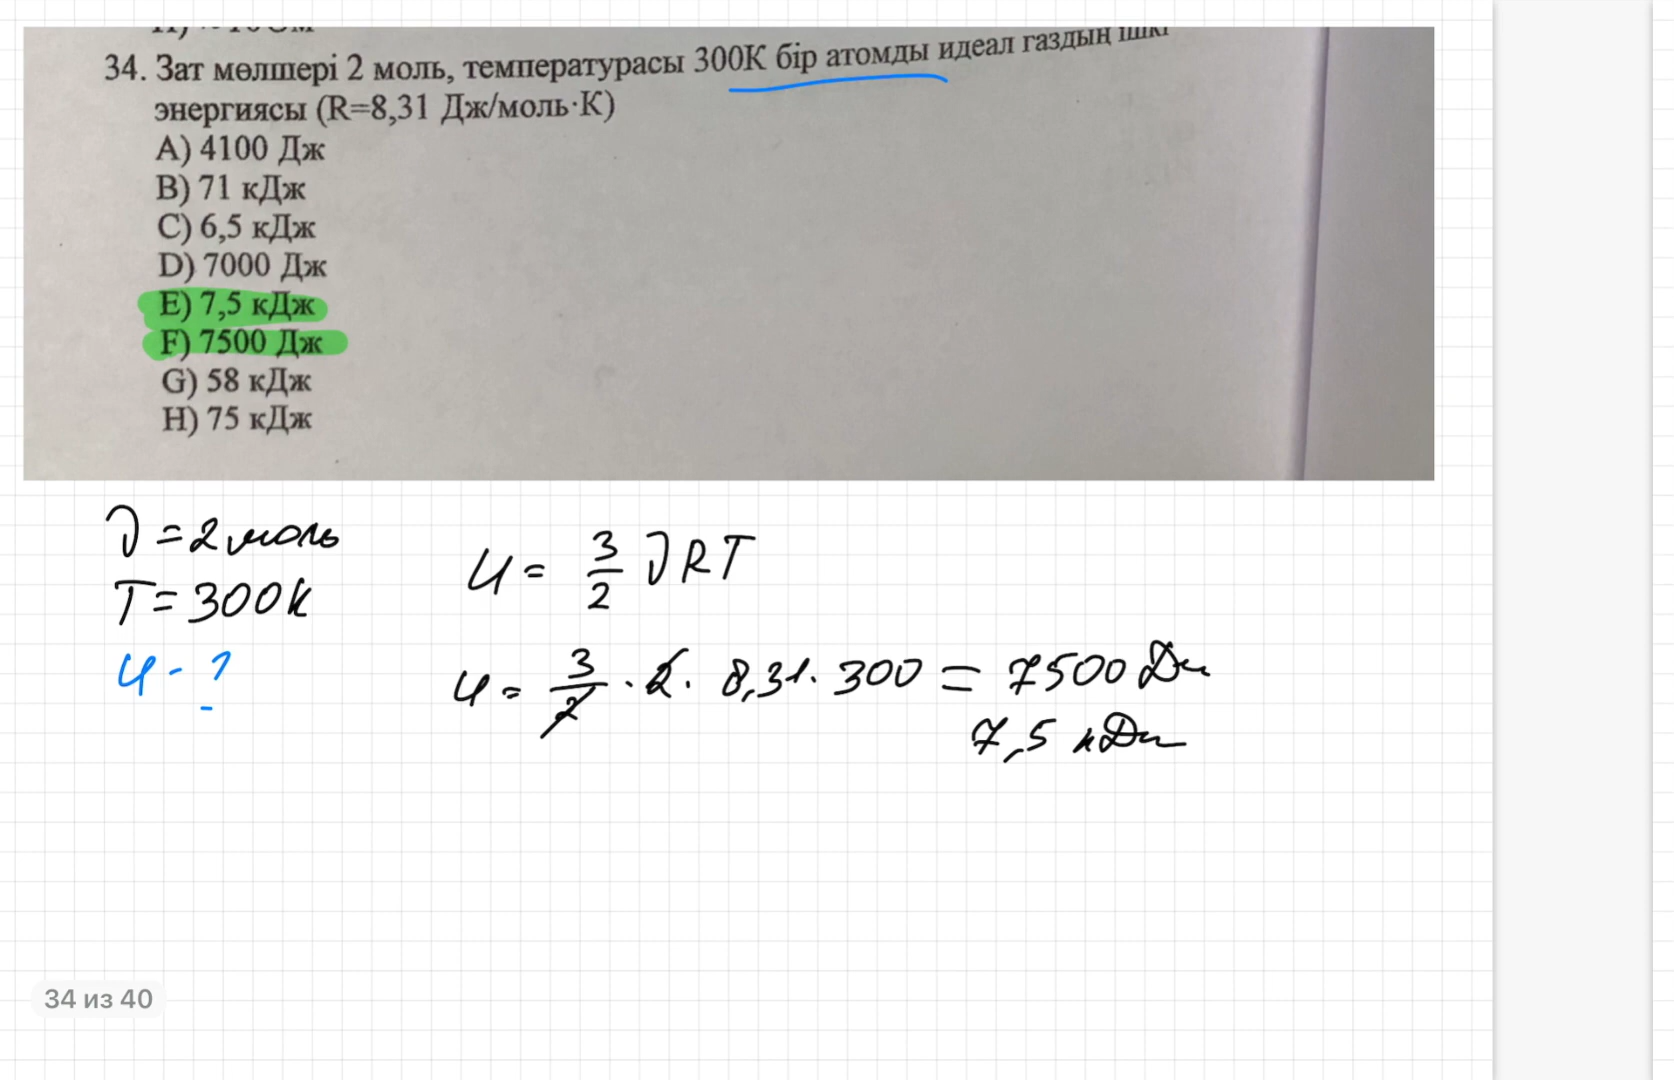 34. Зат мөлшері 2 моль, температурасы 300К бір атомды идеал газдың ішкі
энергиясы (R=8,31 Дж/моль·К)
A) 4100 Дж
B) 71 кДж
C) 6,5 кДж
D) 7000 Дж
E) 7,5 кДж
F) 7500 Дж
G) 58 кДж
H) 75 кДж
υ = 2 моль
T = 300K
U - ?
U = 3/2 υRT
U = 3/2 · 2 · 8,31 · 300 = 7500 Дж
7,5 кДж
34 из 40